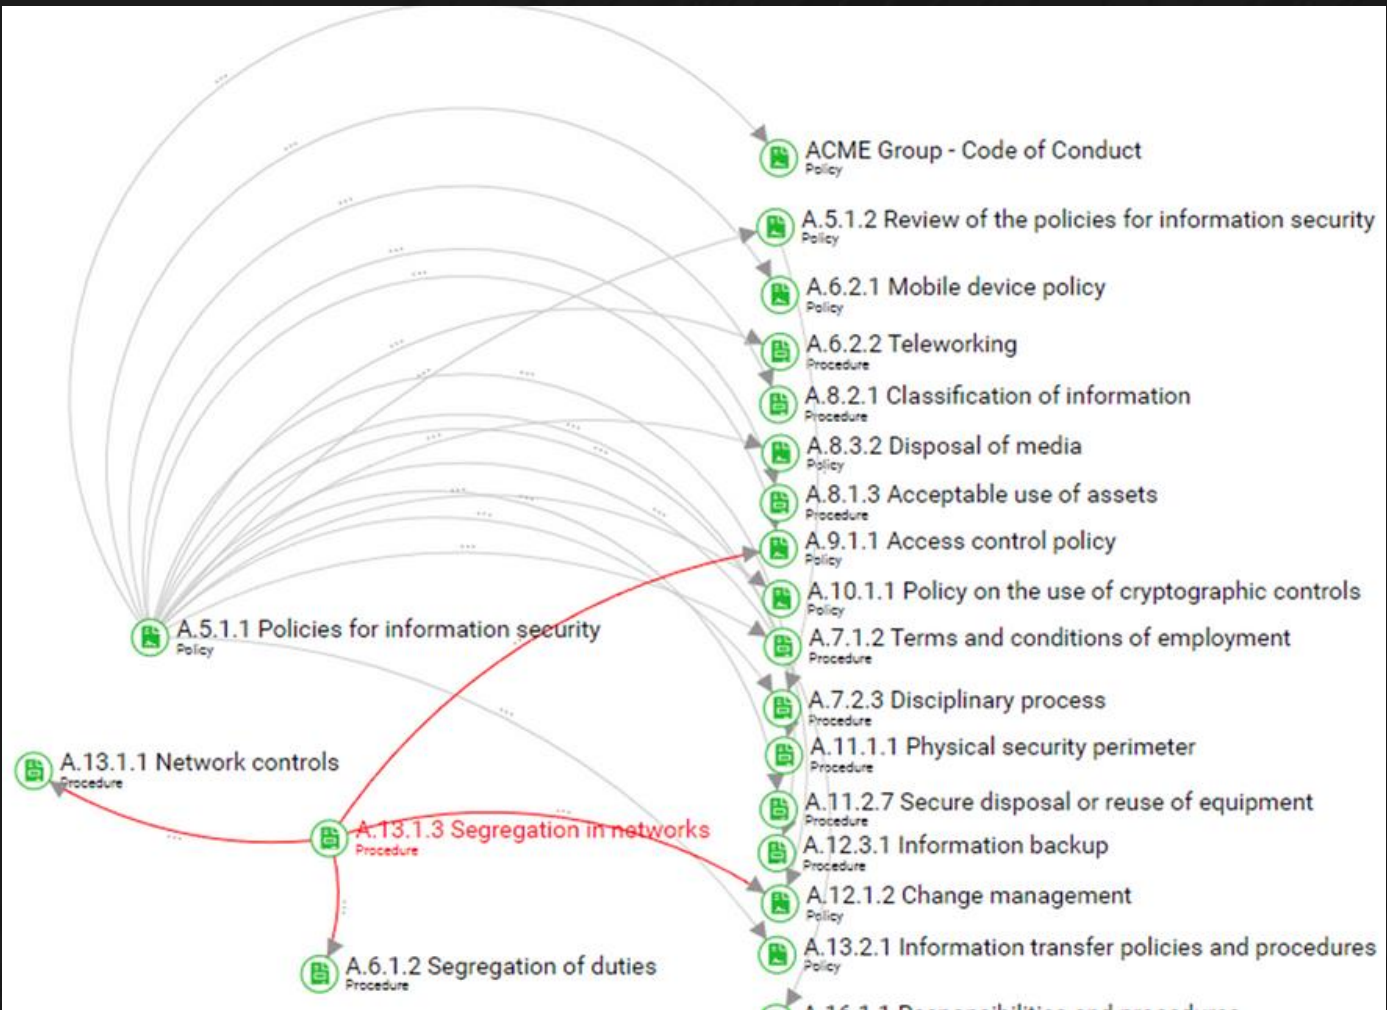 ACME Group - Code of Conduct
Policy
A.5.1.2 Review of the policies for information security
Policy
A.6.2.1 Mobile device policy
Policy
A.6.2.2 Teleworking
Procedure
A.8.2.1 Classification of information
Procedure
A.8.3.2 Disposal of media
Policy
A.8.1.3 Acceptable use of assets
Procedure
A.9.1.1 Access control policy
Policy
A.10.1.1 Policy on the use of cryptographic controls
Policy
A.5.1.1 Policies for information security
Policy
A.7.1.2 Terms and conditions of employment
Procedure
A.7.2.3 Disciplinary process
Procedure
A.11.1.1 Physical security perimeter
Procedure
A.13.1.1 Network controls
Procedure
A.11.2.7 Secure disposal or reuse of equipment
Procedure
A.13.1.3 Segregation in networks
Procedure
A.12.3.1 Information backup
Procedure
A.12.1.2 Change management
Policy
A.13.2.1 Information transfer policies and procedures
Policy
A.6.1.2 Segregation of duties
Procedure
Responsibilities and procedures